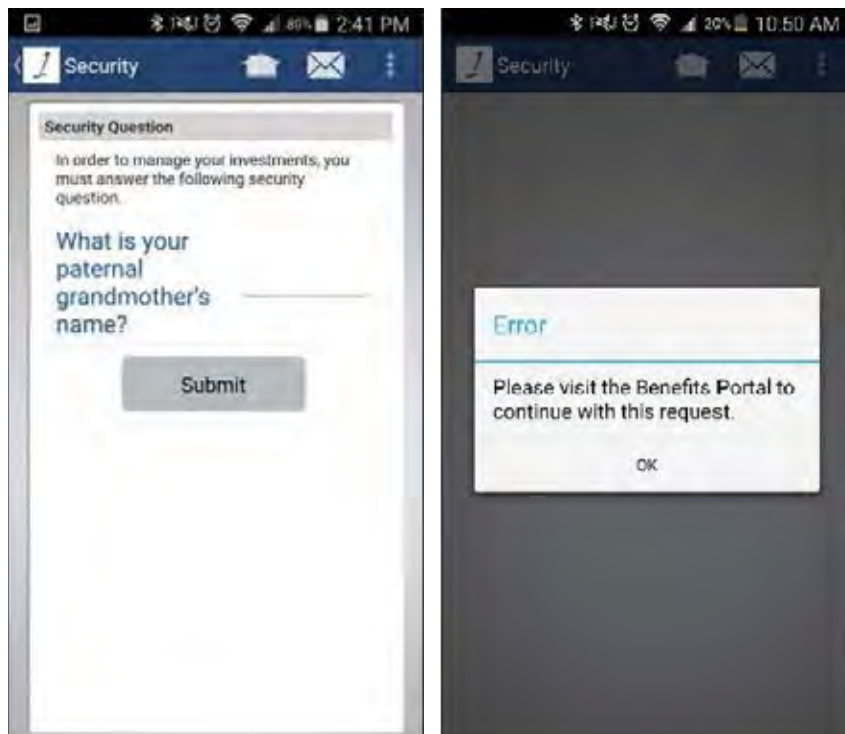 80% 2:41 PM
Security
Security Question
In order to manage your investments, you
must answer the following security
question.
What is your
paternal
grandmother's
name?
Submit
20% 10:50 AM
Security
Error
Please visit the Benefits Portal to
continue with this request.
OK